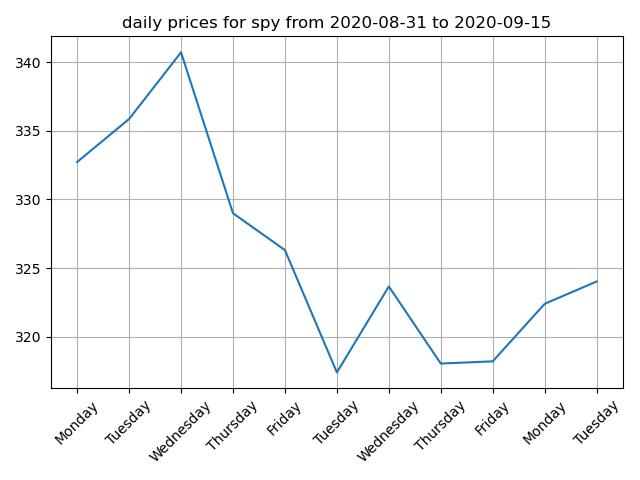 daily prices for spy from 2020-08-31 to 2020-09-15
340
335
330
325
320
Monday
Tuesday
Wednesday
Thursday
Friday
Tuesday
Wednesday
Thursday
Friday
Monday
Tuesday